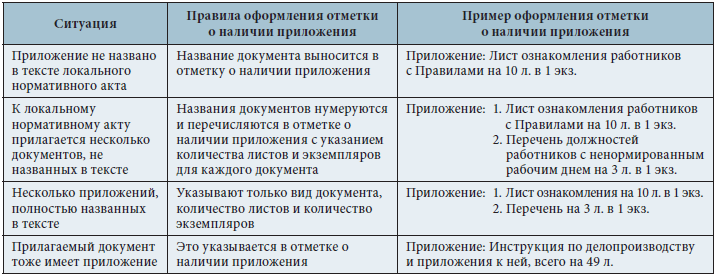 Ситуация
Правила оформления отметки
о наличии приложения
Пример оформления отметки
о наличии приложения
Приложение не названо
в тексте локального
нормативного акта
Название документа выносится в
отметку о наличии приложения
Приложение: Лист ознакомления работников
с Правилами на 10 л. в 1 экз.
К локальному
нормативному акту
прилагается несколько
документов, не
названных в тексте
Названия документов нумеруются
и перечисляются в отметке о
наличии приложения с указанием
количества листов и экземпляров
для каждого документа
Приложение: 1. Лист ознакомления работников
с Правилами на 10 л. в 1 экз.
2. Перечень должностей
работников с ненормированным
рабочим днем на 3 л. в 1 экз.
Несколько приложений,
полностью названных
в тексте
Указывают только вид документа,
количество листов и количество
экземпляров
Приложение: 1. Лист ознакомления на 10 л. в 1 экз.
2. Перечень на 3 л. в 1 экз.
Прилагаемый документ
тоже имеет приложение
Это указывается в отметке о
наличии приложения
Приложение: Инструкция по делопроизводству
и приложения к ней, всего на 49 л.